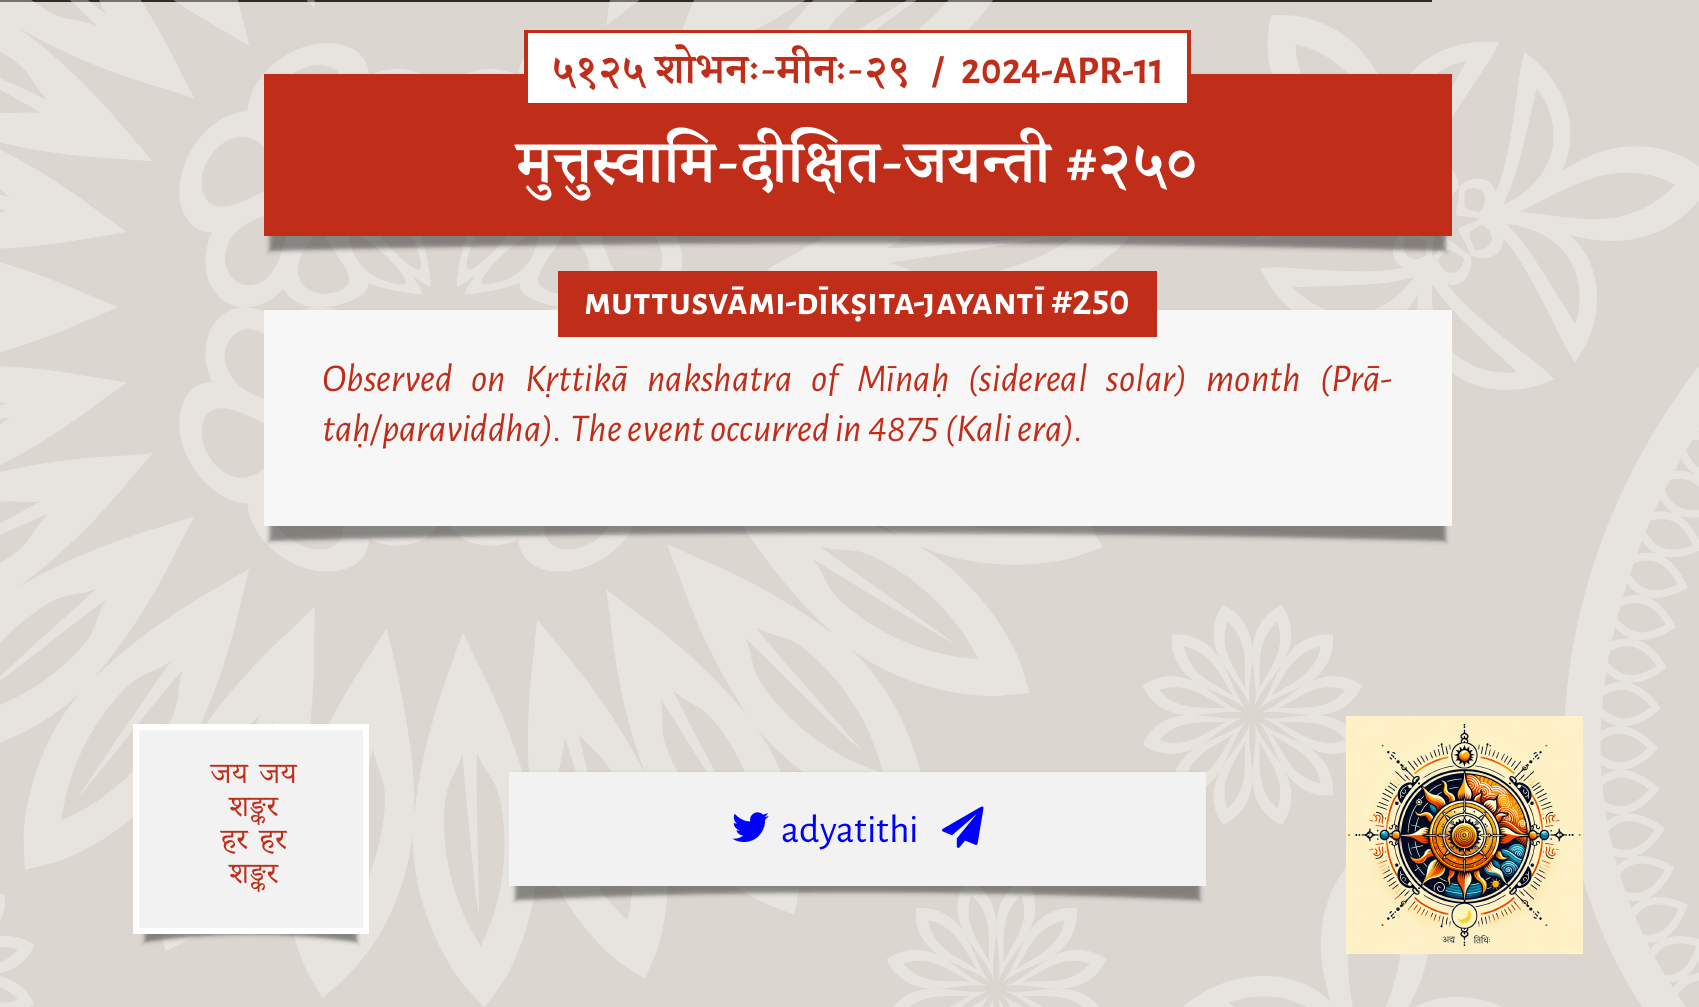 ५१२५ शोभनः-मीनः-२९ / 2024-APR-11
मुत्तुस्वामि-दीक्षित-जयन्ती #२५०
MUTTUSVĀMI-DĪKṢITA-JAYANTĪ #250
Observed on Kṛttikā nakshatra of Mīnaḥ (sidereal solar) month (Prā-
taḥ/paraviddha). The event occurred in 4875 (Kali era).
जय जय
शङ्कर
हर हर
शङ्कर
adyatithi
अद्य तिथिः